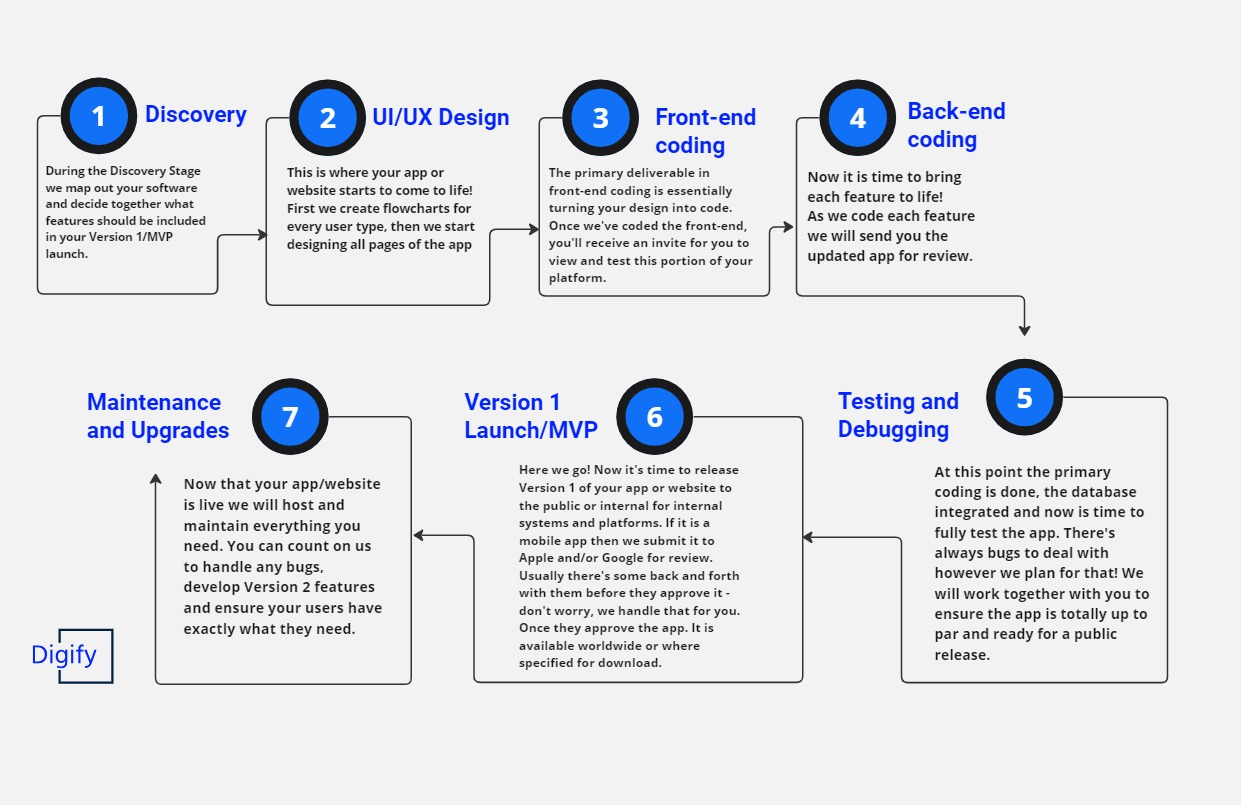 1
Discovery
During the Discovery Stage
we map out your software
and decide together what
features should be included
in your Version 1/MVP
launch.
2
UI/UX Design
This is where your app or
website starts to come to life!
First we create flowcharts for
every user type, then we start
designing all pages of the app
3
Front-end
coding
The primary deliverable in
front-end coding is essentially
turning your design into code.
Once we've coded the front-end,
you'll receive an invite for you to
view and test this portion of your
platform.
4
Back-end
coding
Now it is time to bring
each feature to life!
As we code each feature
we will send you the
updated app for review.
5
Testing and
Debugging
At this point the primary
coding is done, the database
integrated and now is time to
fully test the app. There's
always bugs to deal with
however we plan for that! We
will work together with you to
ensure the app is totally up to
par and ready for a public
release.
6
Version 1
Launch/MVP
Here we go! Now it's time to release
Version 1 of your app or website to
the public or internal for internal
systems and platforms. If it is a
mobile app then we submit it to
Apple and/or Google for review.
Usually there's some back and forth
with them before they approve it -
don't worry, we handle that for you.
Once they approve the app. It is
available worldwide or where
specified for download.
7
Maintenance
and Upgrades
Now that your app/website
is live we will host and
maintain everything you
need. You can count on us
to handle any bugs,
develop Version 2 features
and ensure your users have
exactly what they need.
Digify